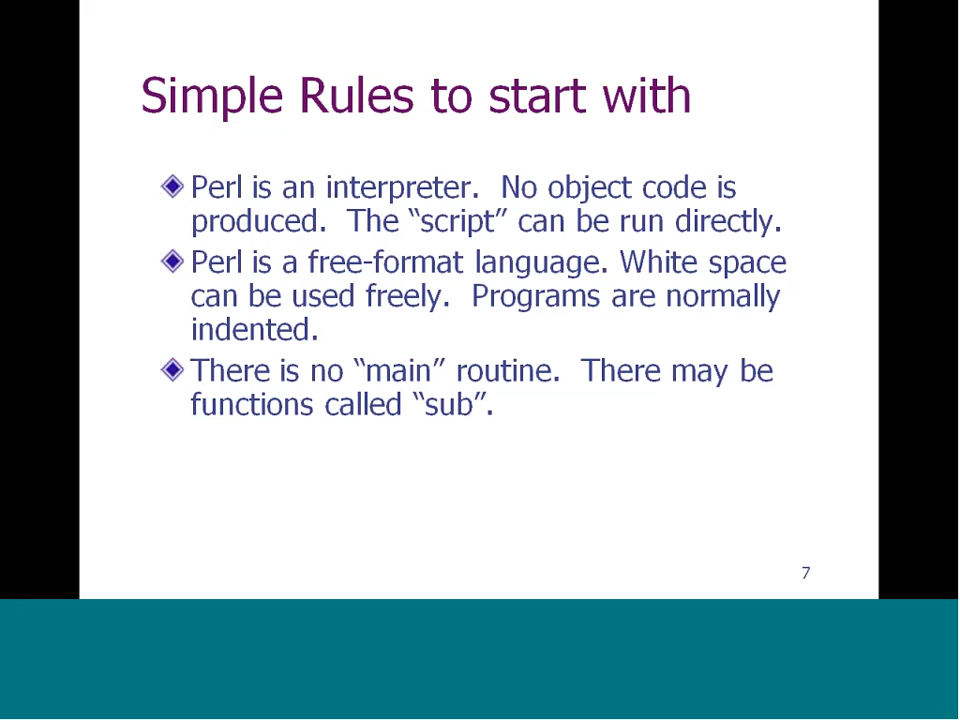 Simple Rules to start with
Perl is an interpreter.  No object code is
produced.  The “script” can be run directly.
Perl is a free-format language. White space
can be used freely.  Programs are normally
indented.
There is no “main” routine.  There may be
functions called “sub”.
7